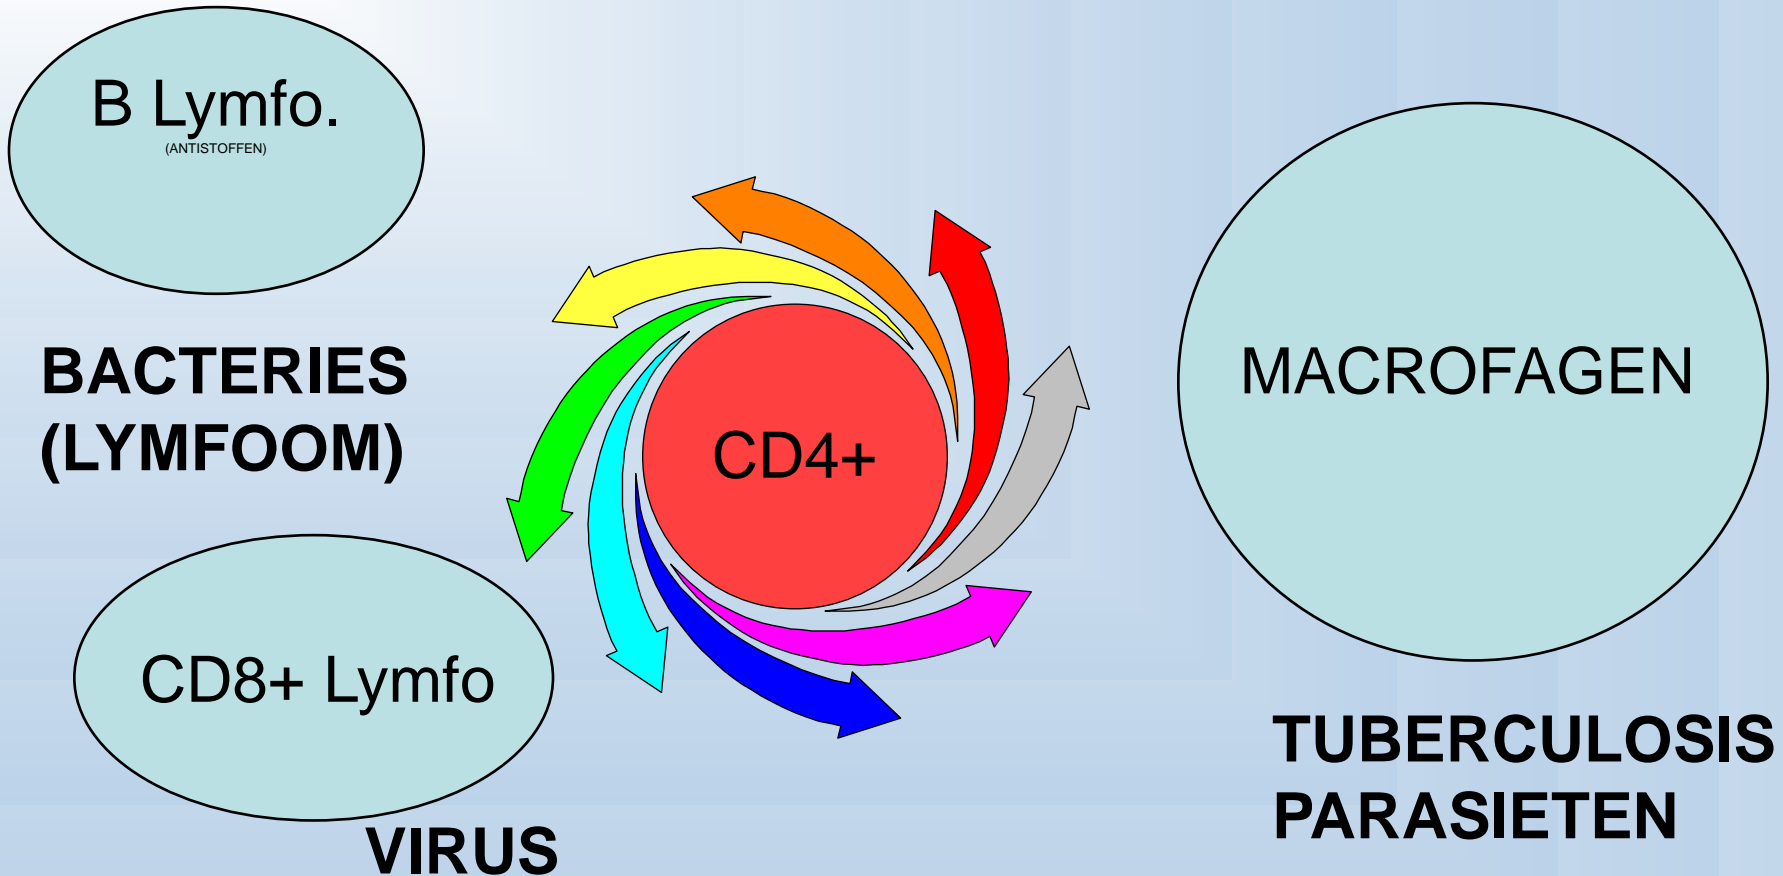 B Lymfo.
(ANTISTOFFEN)
BACTERIES
(LYMFOOM)
CD8+ Lymfo
VIRUS
CD4+
MACROFAGEN
TUBERCULOSIS
PARASIETEN